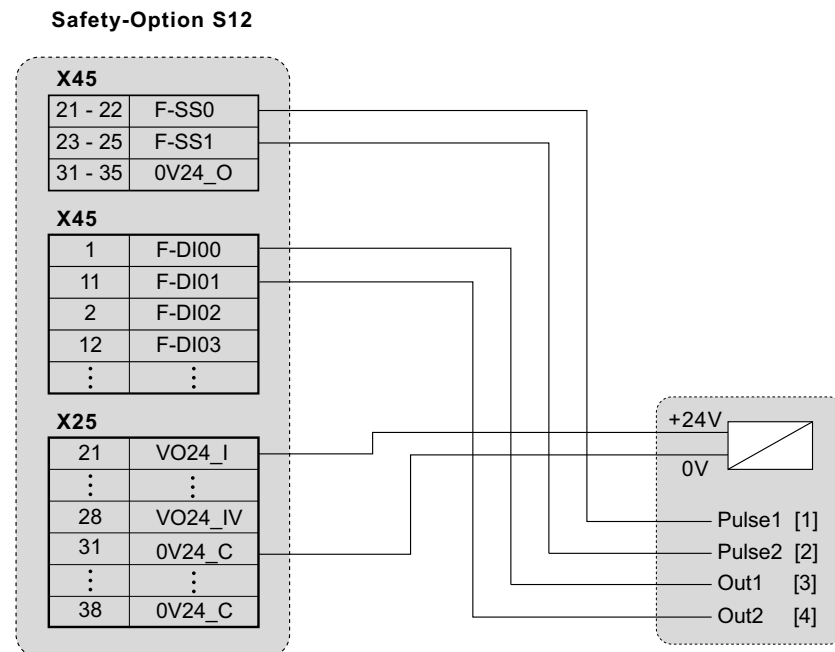 Safety-Option S12
X45
21 - 22 F-SS0
23 - 25 F-SS1
31 - 35 0V24_O
X45
1 F-DI00
11 F-DI01
2 F-DI02
12 F-DI03
X25
21 VO24_I
28 VO24_IV
31 0V24_C
38 0V24_C
+24V
0V
Pulse1 [1]
Pulse2 [2]
Out1 [3]
Out2 [4]